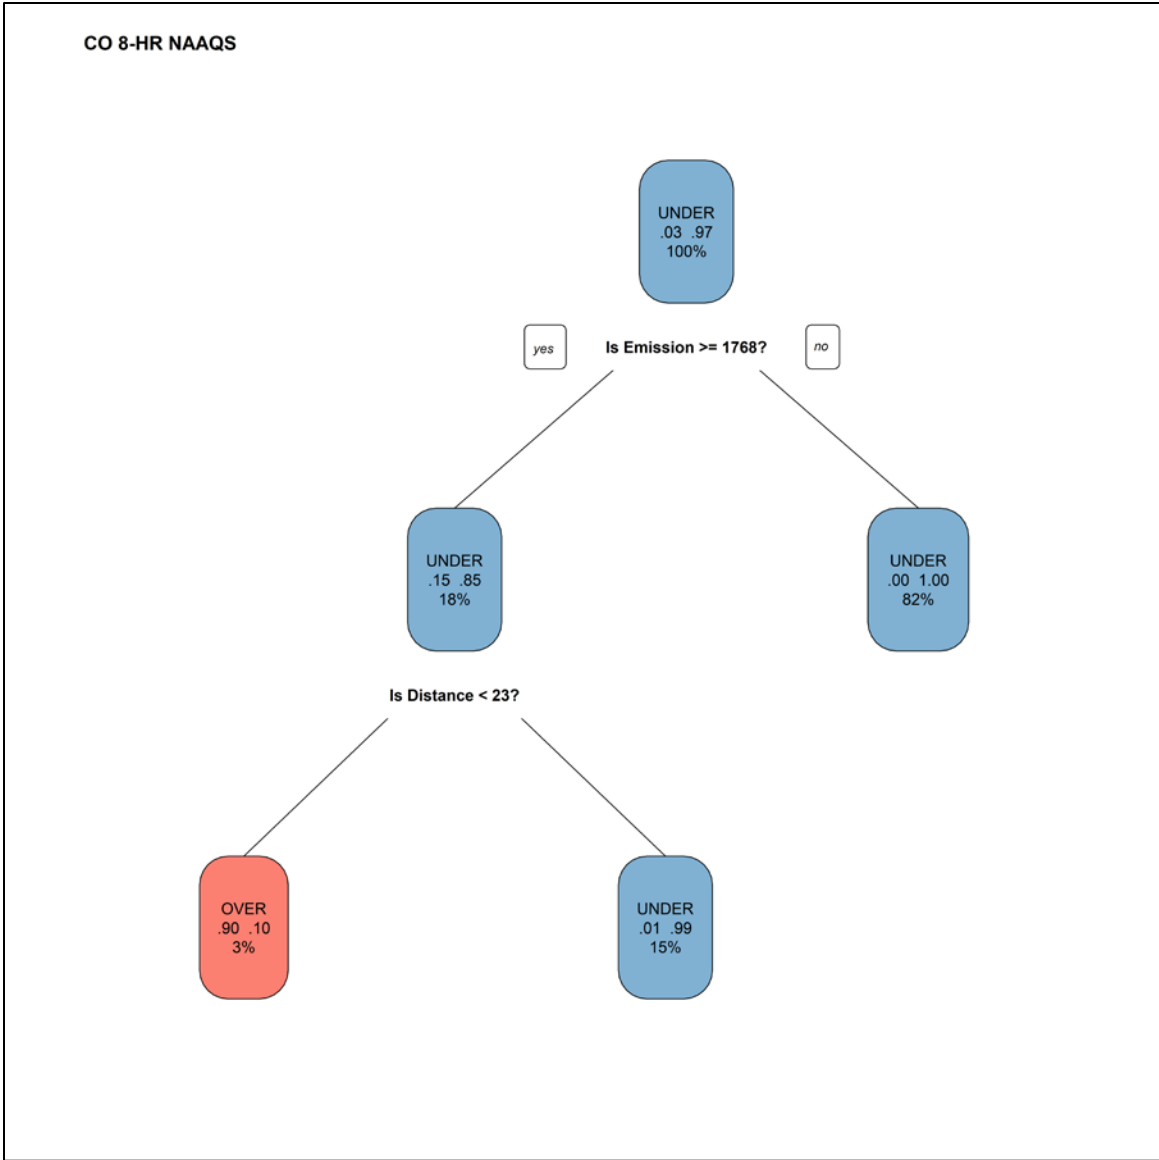 CO 8-HR NAAQS
UNDER
.03 .97
100%
yes
Is Emission >= 1768?
no
UNDER
.15 .85
18%
UNDER
.00 1.00
82%
Is Distance < 23?
OVER
.90 .10
3%
UNDER
.01 .99
15%